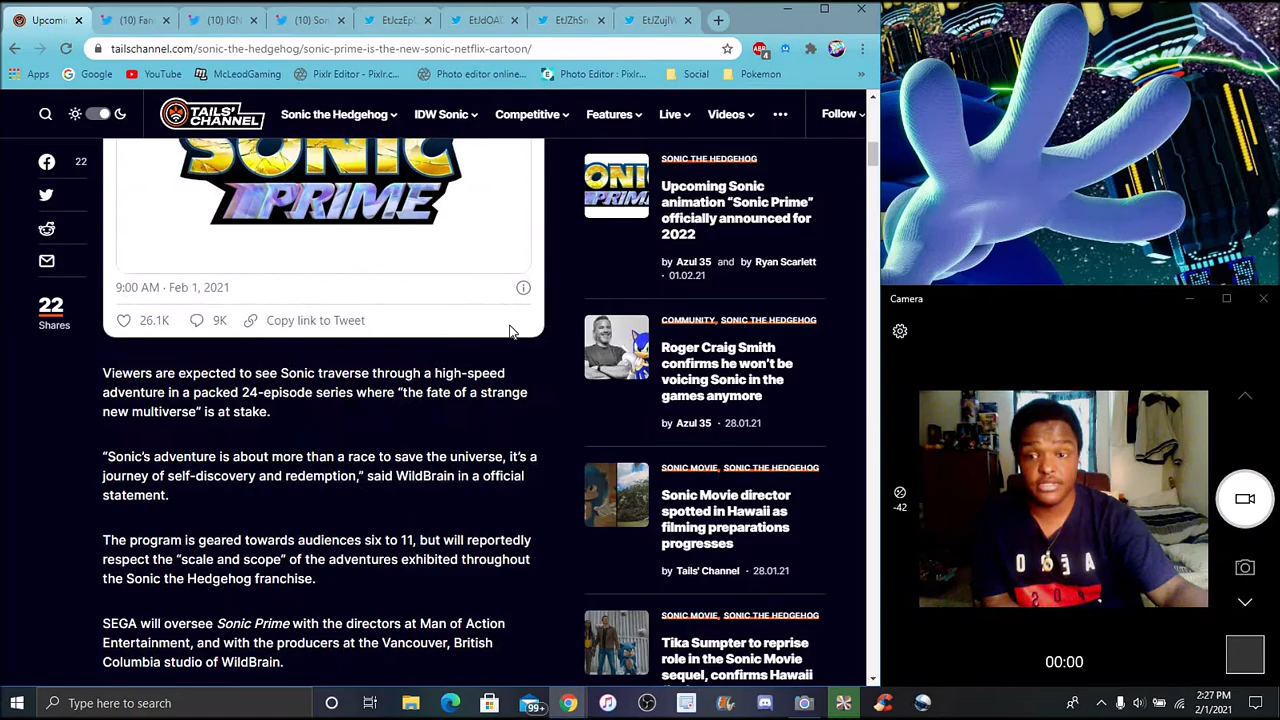 Upcomi
(10) Fan
(10) IGN
(10) Son
EtJczEpl
EtJdOAD
EtJZhSn
EtJZujIW
tailschannel.com/sonic-the-hedgehog/sonic-prime-is-the-new-sonic-netflix-cartoon/
Apps
Google
YouTube
McLeodGaming
Pixlr Editor - Pixlr.c...
Photo editor online...
Photo Editor : Pixlr...
Social
Pokemon
TAILS' CHANNEL
Sonic the Hedgehog
IDW Sonic
Competitive
Features
Live
Videos
Follow
22
22
Shares
SONIC
PRIME
9:00 AM · Feb 1, 2021
26.1K
9K
Copy link to Tweet
Viewers are expected to see Sonic traverse through a high-speed
adventure in a packed 24-episode series where “the fate of a strange
new multiverse” is at stake.
“Sonic’s adventure is about more than a race to save the universe, it’s a
journey of self-discovery and redemption,” said WildBrain in a official
statement.
The program is geared towards audiences six to 11, but will reportedly
respect the “scale and scope” of the adventures exhibited throughout
the Sonic the Hedgehog franchise.
SEGA will oversee Sonic Prime with the directors at Man of Action
Entertainment, and with the producers at the Vancouver, British
Columbia studio of WildBrain.
SONIC THE HEDGEHOG
Upcoming Sonic
animation “Sonic Prime”
officially announced for
2022
by Azul 35 and by Ryan Scarlett
· 01.02.21
COMMUNITY, SONIC THE HEDGEHOG
Roger Craig Smith
confirms he won’t be
voicing Sonic in the
games anymore
by Azul 35 · 28.01.21
SONIC MOVIE, SONIC THE HEDGEHOG
Sonic Movie director
spotted in Hawaii as
filming preparations
progresses
by Tails' Channel · 28.01.21
SONIC MOVIE, SONIC THE HEDGEHOG
Tika Sumpter to reprise
role in the Sonic Movie
sequel, confirms Hawaii
Camera
-42
00:00
Type here to search
99+
2:27 PM
2/1/2021